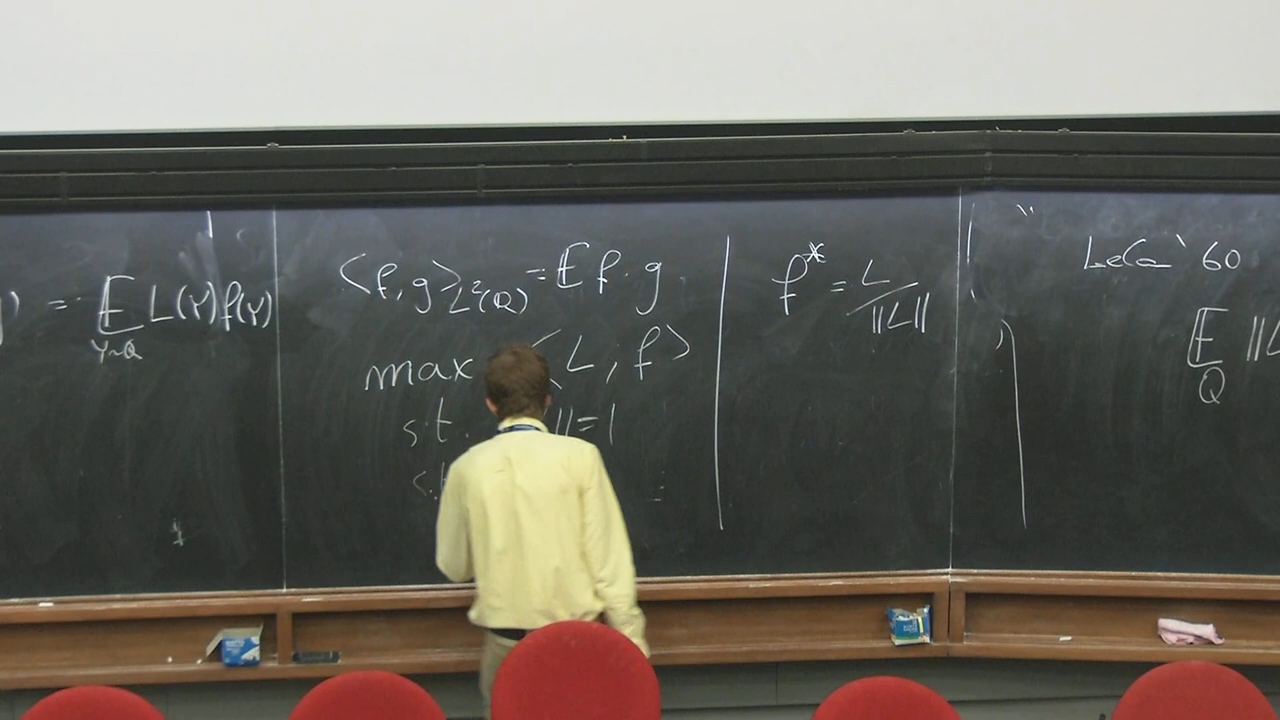 ) = E L(Y)f(Y)
Y~Q
<f, g>_{L²(Q)} = E f · g
max <L, f>
s.t. || = 1
f* = L / ||L||
LeCam '60
E ||L
Q